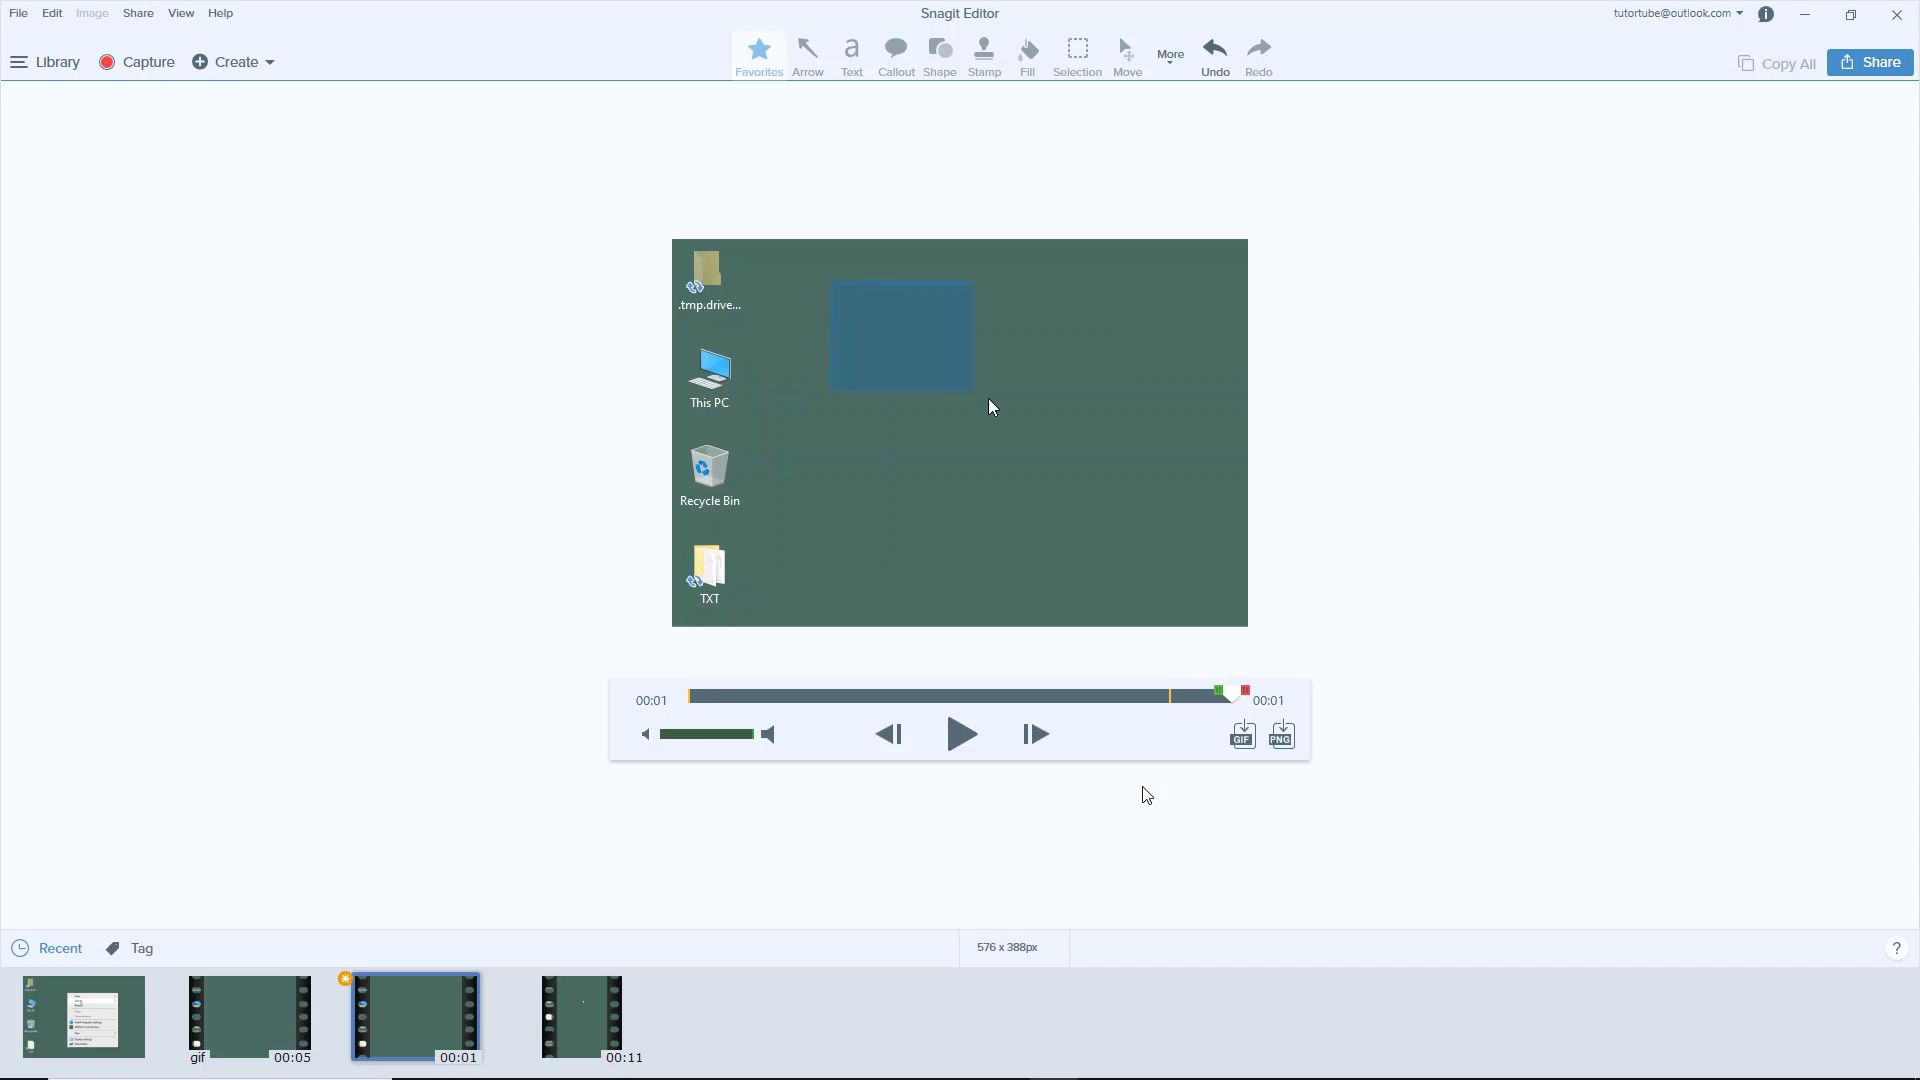 File Edit Image Share View Help
Snagit Editor
tutortube@outlook.com
Library Capture Create
Favorites Arrow Text Callout Shape Stamp Fill Selection Move More Undo Redo
Copy All Share
.tmp.drive...
This PC
Recycle Bin
TXT
00:01 00:01
GIF PNG
Recent Tag
576 x 388px
?
gif 00:05
00:01
00:11